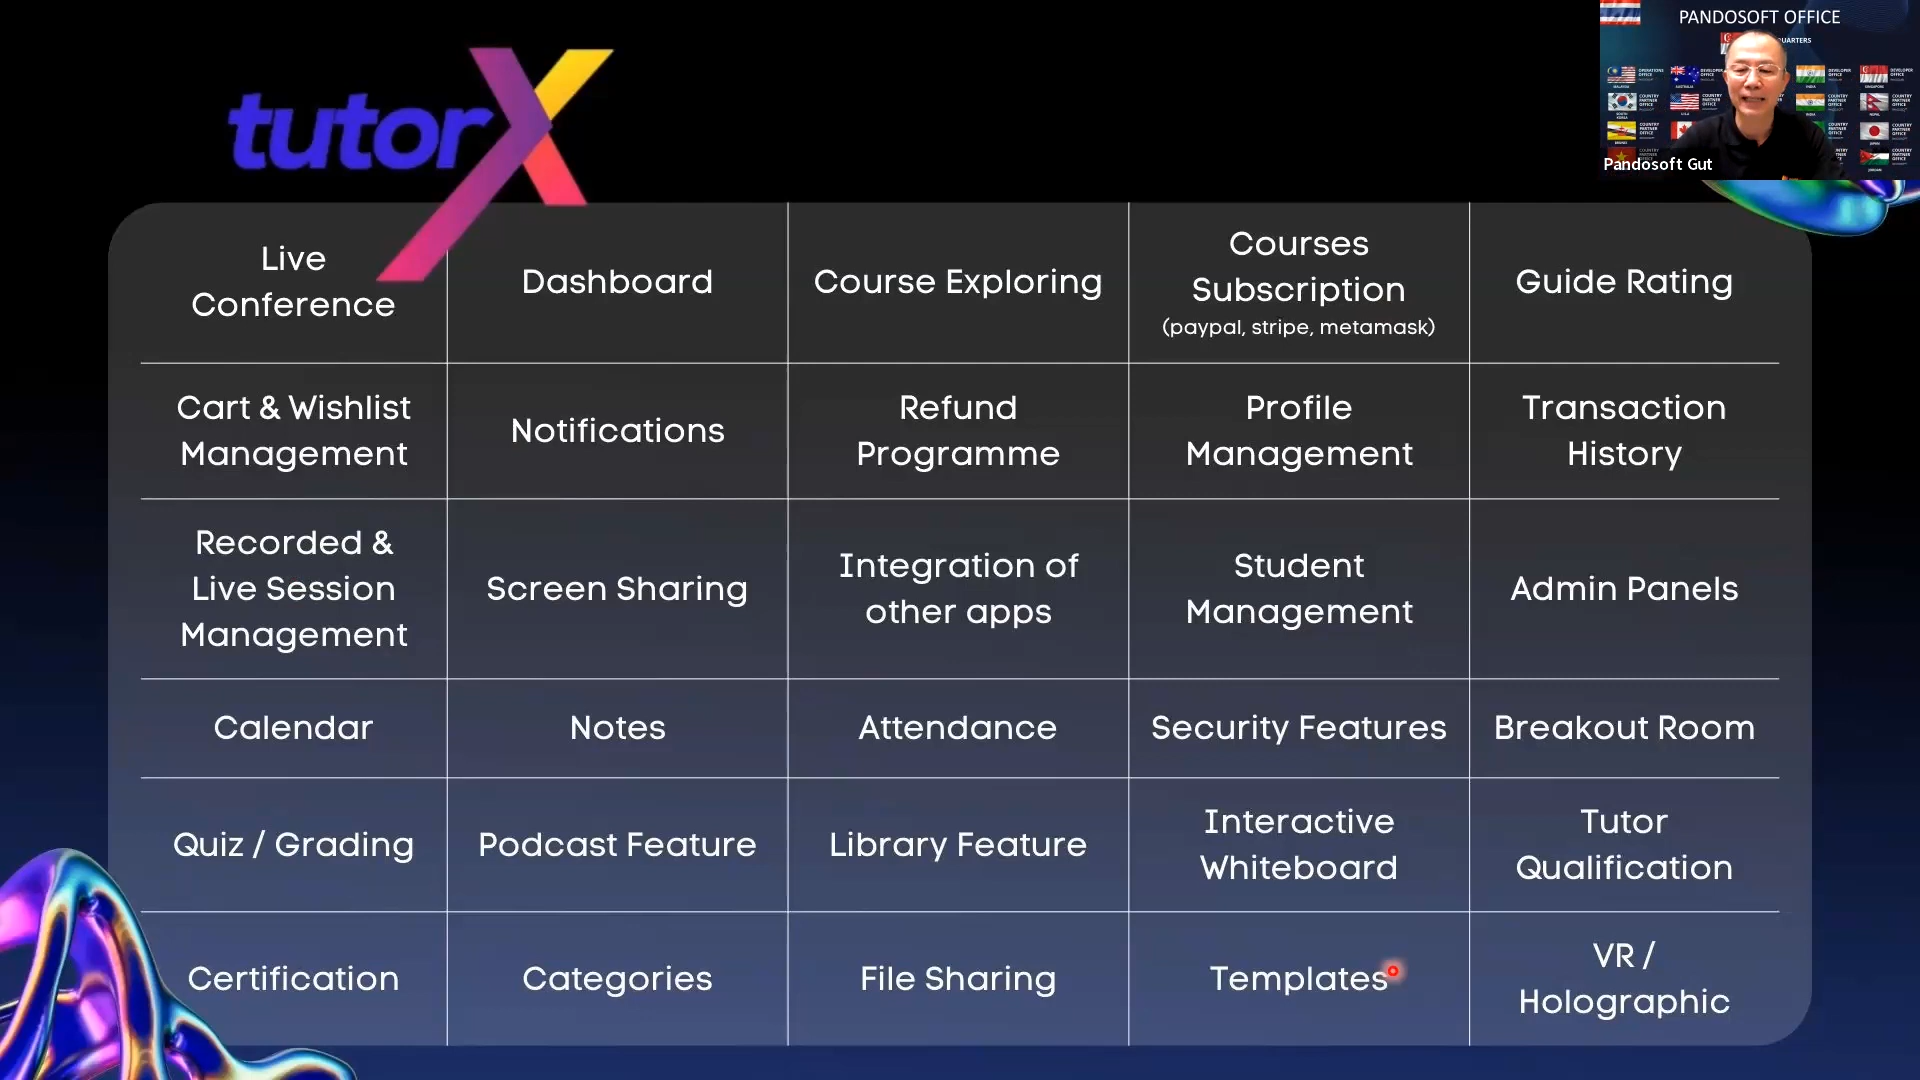 PANDOSOFT OFFICE
Pandosoft Gut
tutorX
Live
Conference
Dashboard
Course Exploring
Courses
Subscription
(paypal, stripe, metamask)
Guide Rating
Cart & Wishlist
Management
Notifications
Refund
Programme
Profile
Management
Transaction
History
Recorded &
Live Session
Management
Screen Sharing
Integration of
other apps
Student
Management
Admin Panels
Calendar
Notes
Attendance
Security Features
Breakout Room
Quiz / Grading
Podcast Feature
Library Feature
Interactive
Whiteboard
Tutor
Qualification
Certification
Categories
File Sharing
Templates
VR /
Holographic